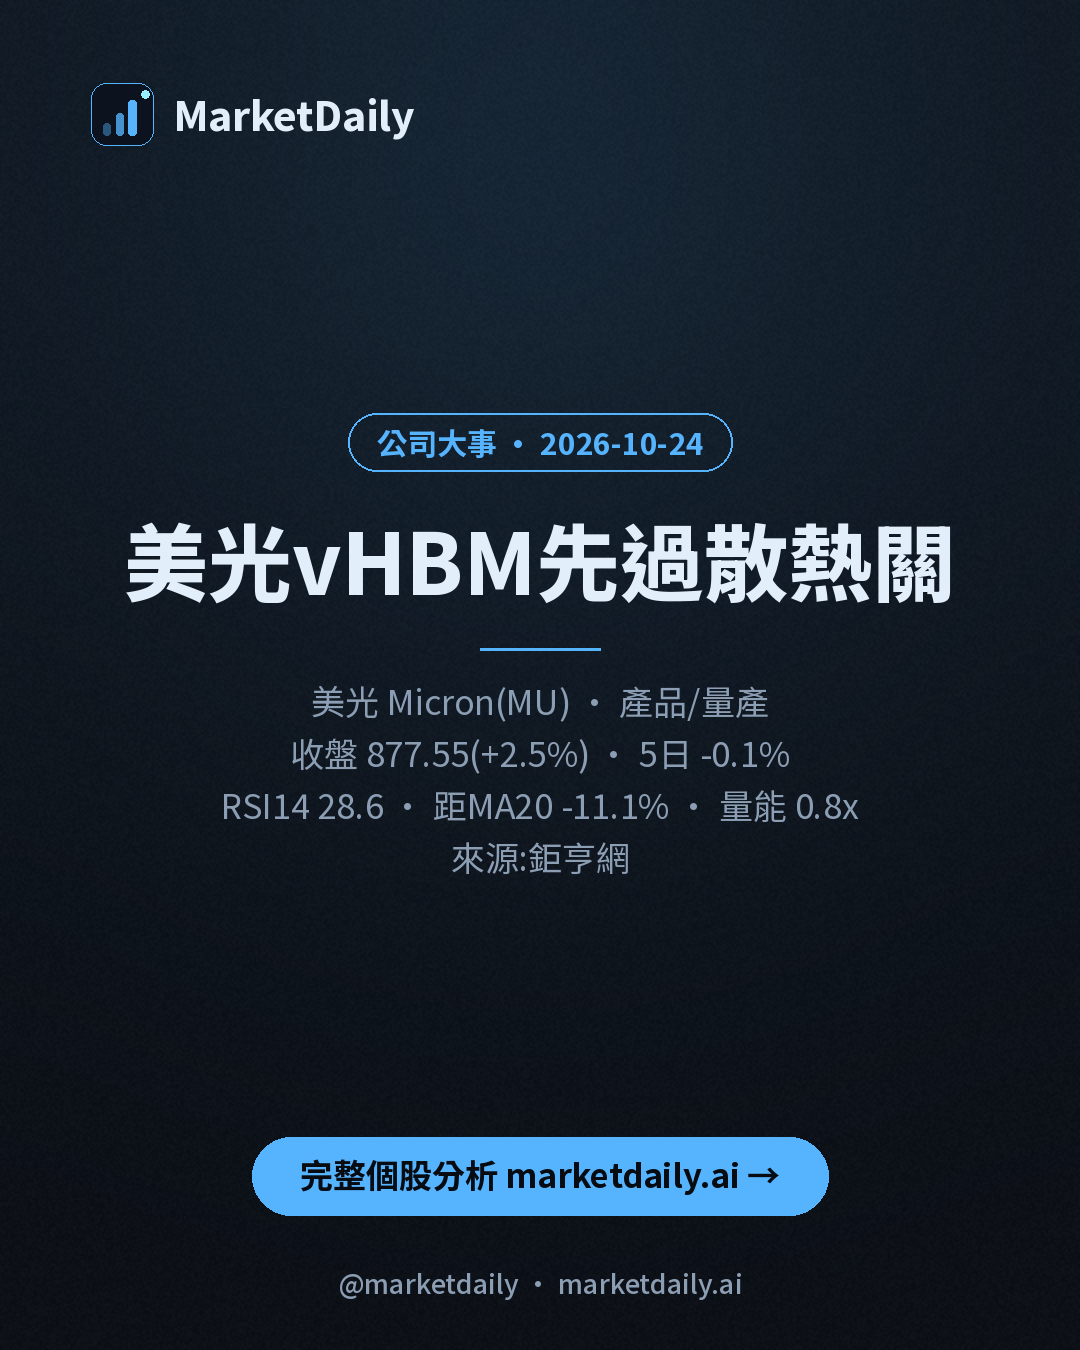 MarketDaily
公司大事 • 2026-10-24
美光vHBM先過散熱關
美光 Micron(MU) • 產品/量產
收盤 877.55(+2.5%) • 5日 -0.1%
RSI14 28.6 • 距MA20 -11.1% • 量能 0.8x
來源:鉅亨網
完整個股分析 marketdaily.ai →
@marketdaily • marketdaily.ai